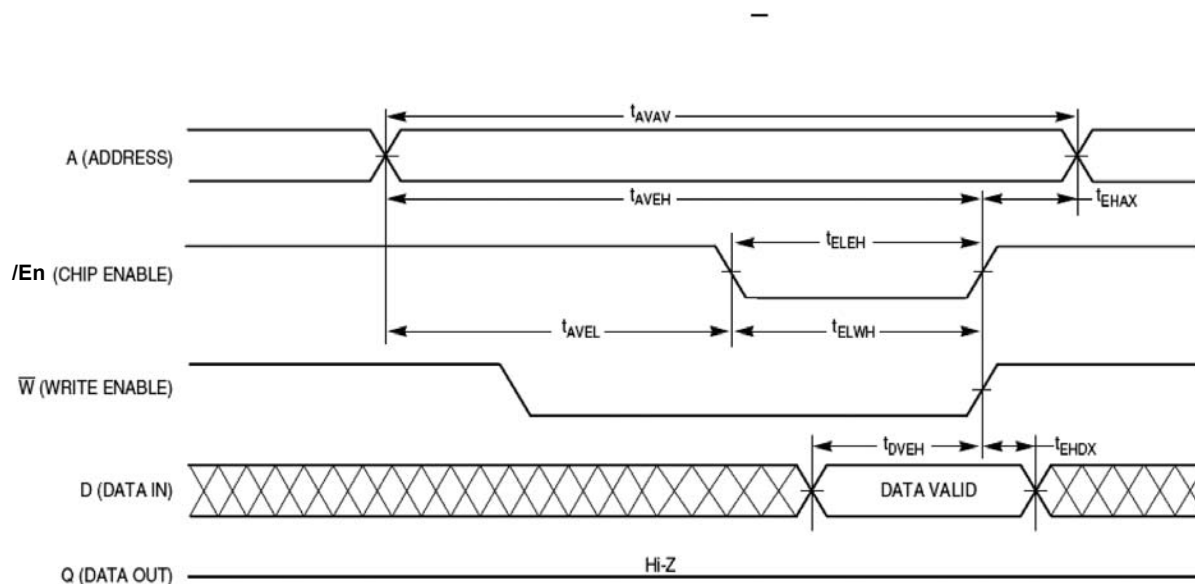 tAVAV
A (ADDRESS)
tAVEH
tEHAX
tELEH
/En (CHIP ENABLE)
tAVEL
tELWH
W̅ (WRITE ENABLE)
tDVEH
tEHDX
D (DATA IN)
DATA VALID
Hi-Z
Q (DATA OUT)